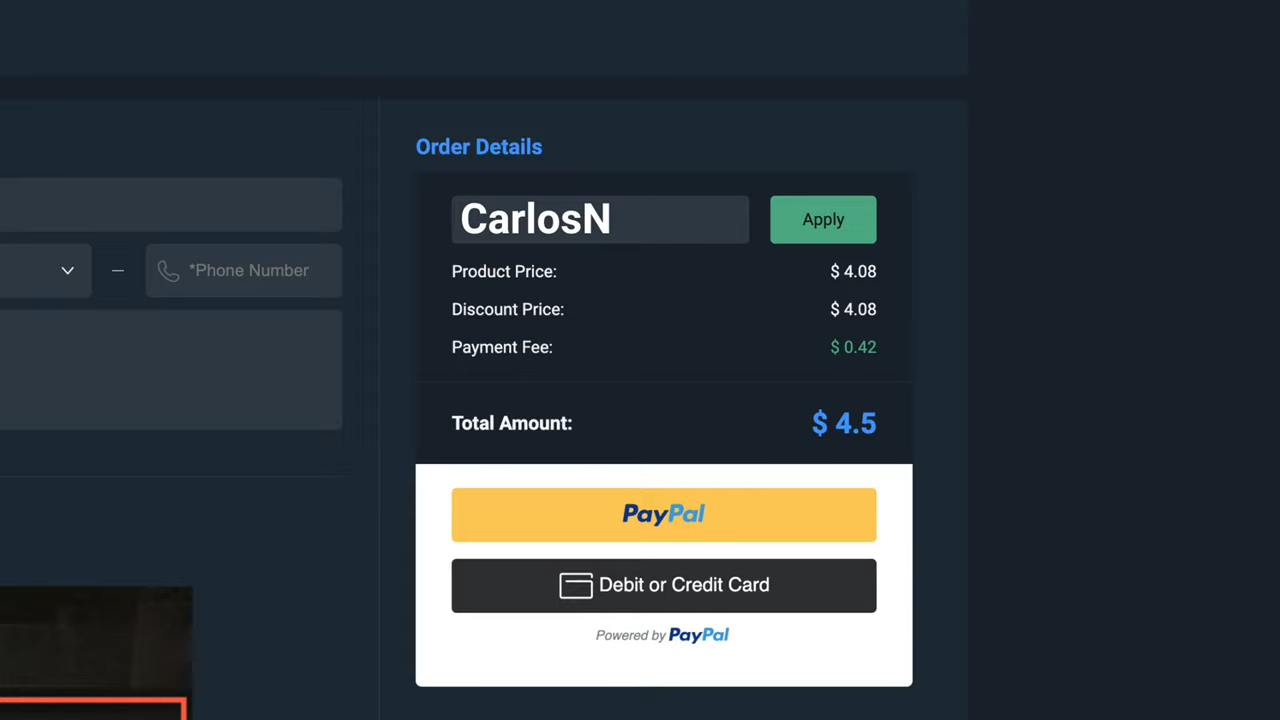 Order Details
CarlosN
Apply
Product Price: $ 4.08
Discount Price: $ 4.08
*Phone Number
Payment Fee: $ 0.42
Total Amount: $ 4.5
PayPal
Debit or Credit Card
Powered by PayPal